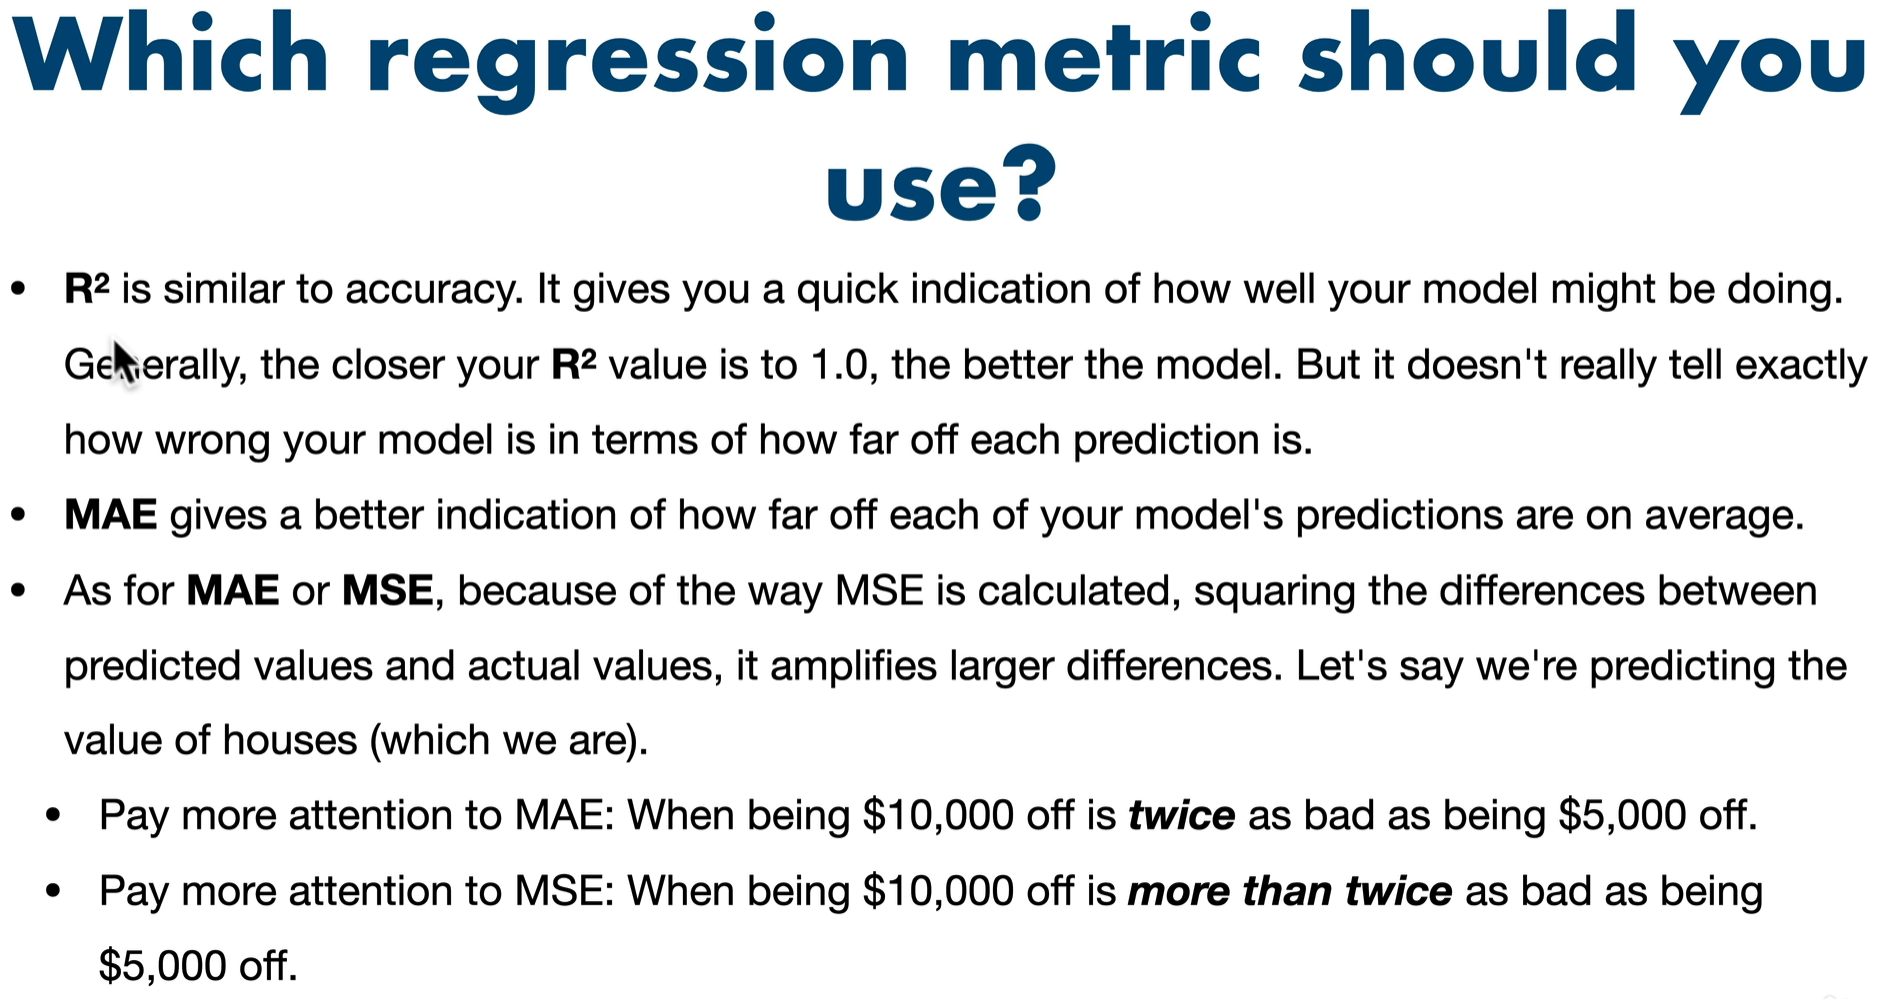 Which regression metric should you
use?
• R² is similar to accuracy. It gives you a quick indication of how well your model might be doing.
Generally, the closer your R² value is to 1.0, the better the model. But it doesn't really tell exactly
how wrong your model is in terms of how far off each prediction is.
• MAE gives a better indication of how far off each of your model's predictions are on average.
• As for MAE or MSE, because of the way MSE is calculated, squaring the differences between
predicted values and actual values, it amplifies larger differences. Let's say we're predicting the
value of houses (which we are).
• Pay more attention to MAE: When being $10,000 off is twice as bad as being $5,000 off.
• Pay more attention to MSE: When being $10,000 off is more than twice as bad as being
$5,000 off.